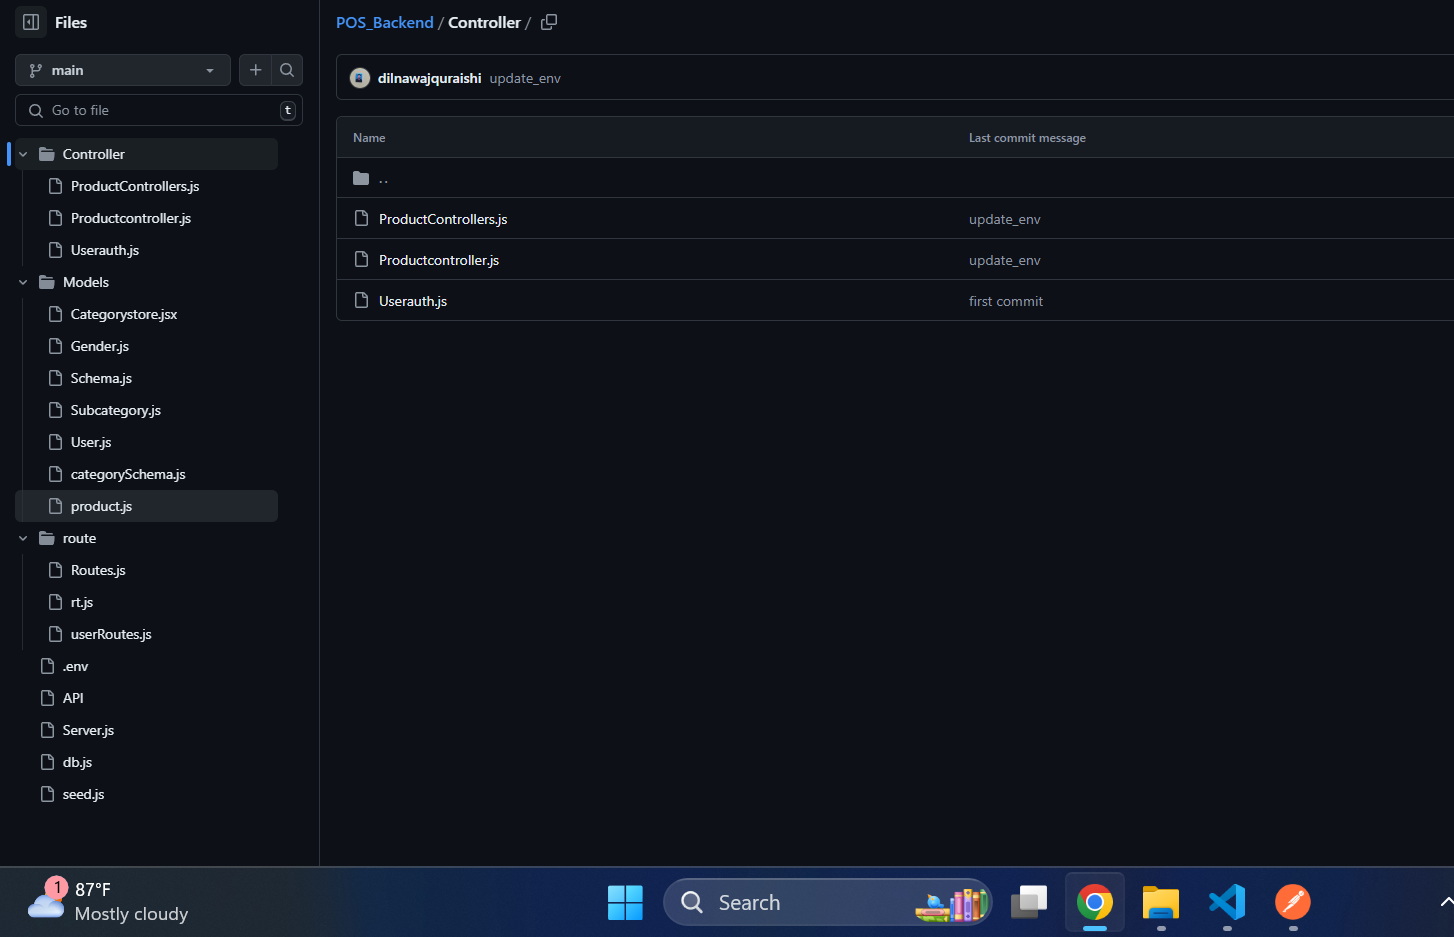 Files
main
Go to file
t
Controller
ProductControllers.js
Productcontroller.js
Userauth.js
Models
Categorystore.jsx
Gender.js
Schema.js
Subcategory.js
User.js
categorySchema.js
product.js
route
Routes.js
rt.js
userRoutes.js
.env
API
Server.js
db.js
seed.js
POS_Backend / Controller /
dilnawajquraishi update_env
Name Last commit message
..
ProductControllers.js update_env
Productcontroller.js update_env
Userauth.js first commit
1
87°F
Mostly cloudy
Search